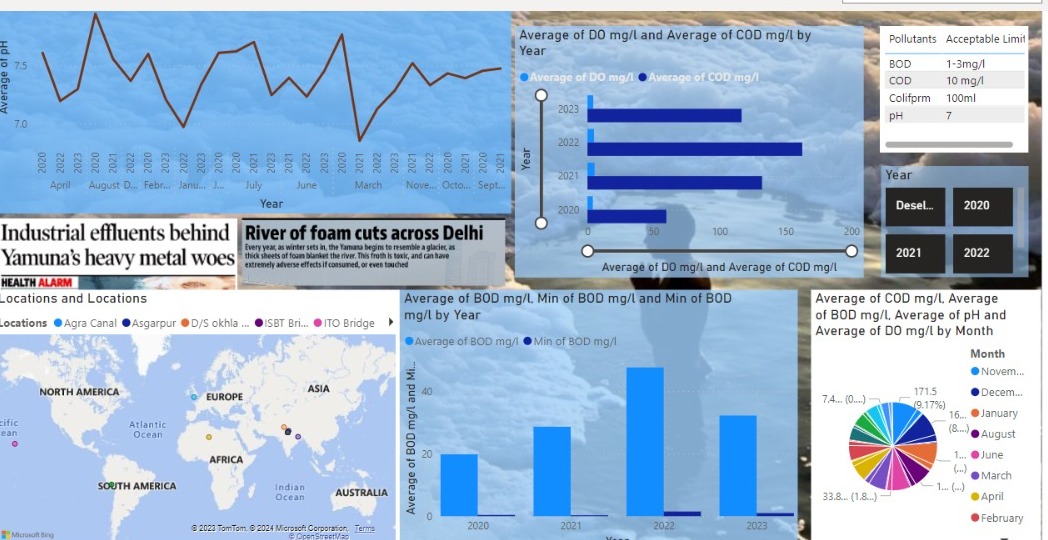 Average of pH
7.5
7.0
2020 2022 2023 2020 2021 2022 2023 2020 2021 2022 2023 2020 2021 2022 2023 2020 2021 2022 2023 2020 2021 2022 2023 2020 2021 2020 2021
April August D... Febr... Janu... J... July June March Nove... Octo... Sept...
Year
Average of DO mg/l and Average of COD mg/l by
Year
Average of DO mg/l Average of COD mg/l
Year
2023
2022
2021
2020
0 50 100 150 200
Average of DO mg/l and Average of COD mg/l
Pollutants Acceptable Limit
BOD 1-3mg/l
COD 10 mg/l
Colifprm 100ml
pH 7
Year
Desel... 2020
2021 2022
Industrial effluents behind
Yamuna's heavy metal woes
HEALTH ALARM
River of foam cuts across Delhi
Every year, as winter sets in, the Yamuna begins to resemble a glacier, as
thick sheets of foam blanket the river. This froth is toxic, and can have
extremely adverse effects if consumed, or even touched
Locations and Locations
Locations Agra Canal Asgarpur D/S okhla ... ISBT Bri... ITO Bridge
NORTH AMERICA
EUROPE
ASIA
Atlantic
Ocean
AFRICA
SOUTH AMERICA
Indian
Ocean
AUSTRALIA
© 2023 TomTom, © 2024 Microsoft Corporation, Terms
© OpenStreetMap
Microsoft Bing
Average of BOD mg/l, Min of BOD mg/l and Min of BOD
mg/l by Year
Average of BOD mg/l Min of BOD mg/l
Average of BOD mg/l and Mi...
40
20
0
2020 2021 2022 2023
Year
Average of COD mg/l, Average
of BOD mg/l, Average of pH and
Average of DO mg/l by Month
Month
Novem...
Decem...
January
August
June
March
April
February
7.4... (0....)
171.5
(9.17%)
16...
(8...)
1...
(...)
1... (...)
33.8... (1.8...)